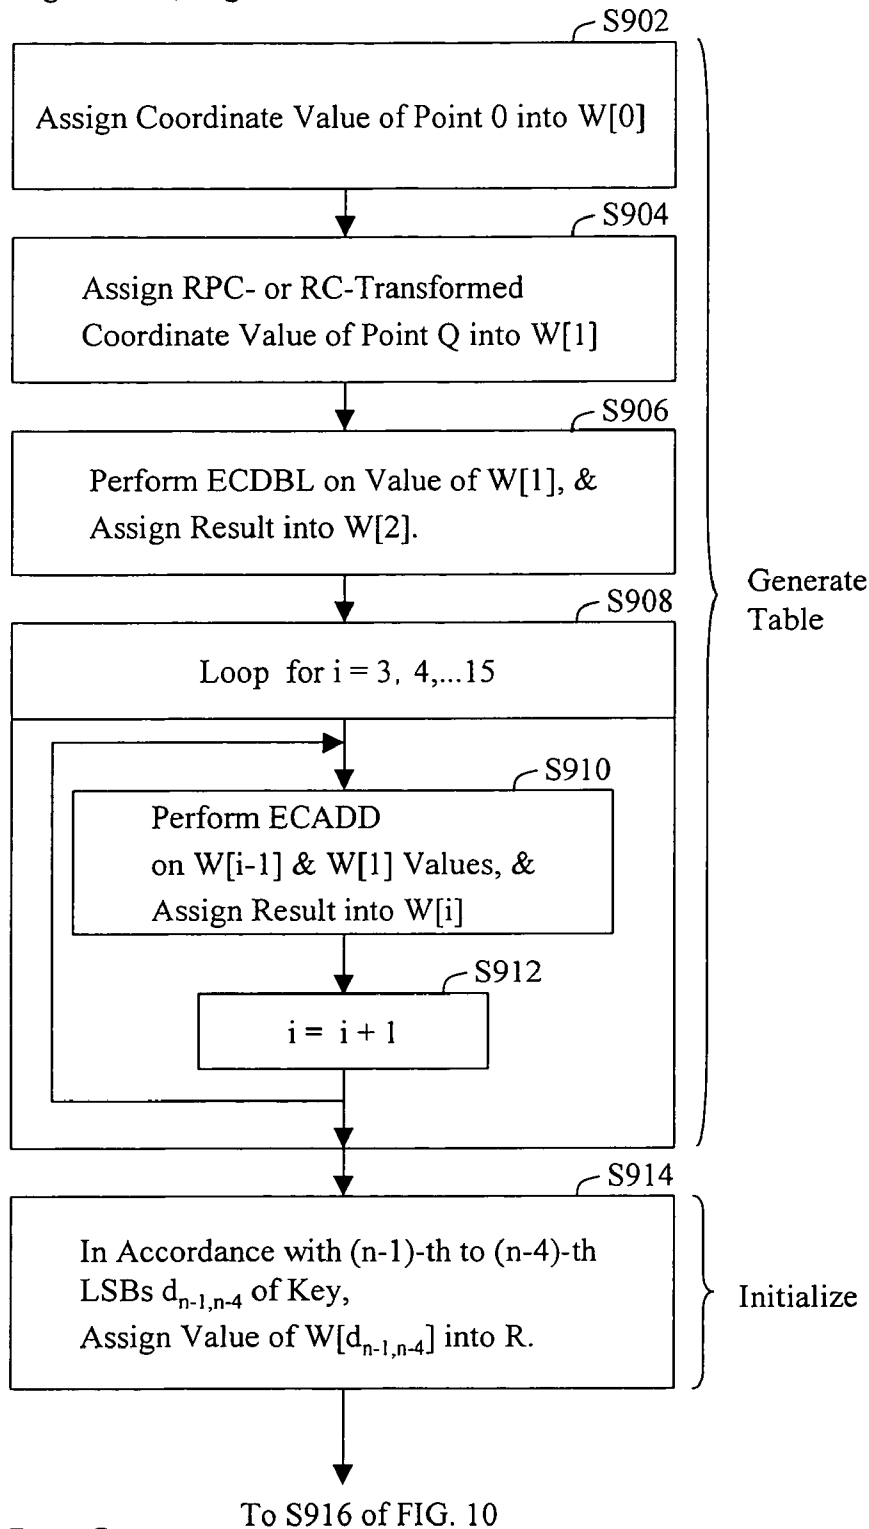 S902
Assign Coordinate Value of Point 0 into W[0]
S904
Assign RPC- or RC-Transformed
Coordinate Value of Point Q into W[1]
S906
Perform ECDBL on Value of W[1], &
Assign Result into W[2].
Generate
Table
S908
Loop for i = 3, 4,...15
S910
Perform ECADD
on W[i-1] & W[1] Values, &
Assign Result into W[i]
S912
i = i + 1
S914
In Accordance with (n-1)-th to (n-4)-th
LSBs dn-1,n-4 of Key,
Assign Value of W[dn-1,n-4] into R.
Initialize
To S916 of FIG. 10